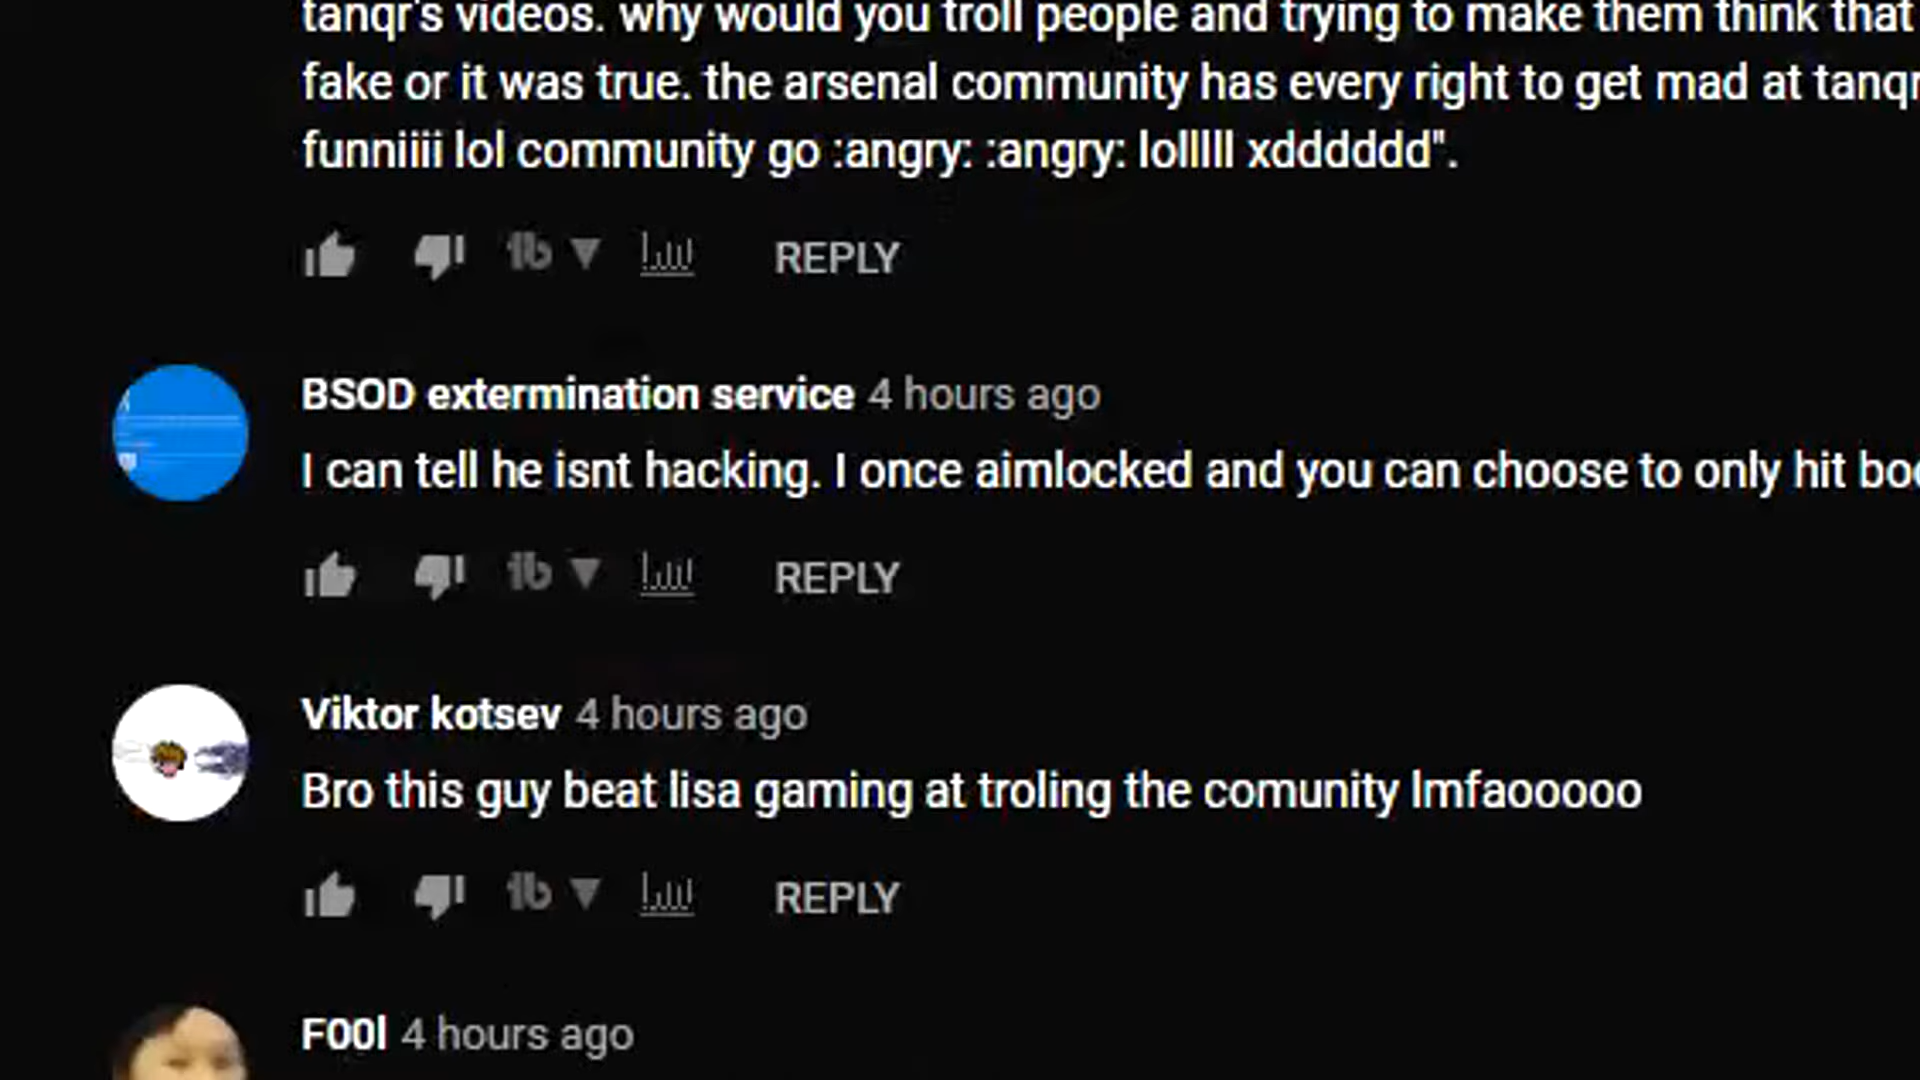 tanqr's videos. why would you troll people and trying to make them think that
fake or it was true. the arsenal community has every right to get mad at tanqr
funniiii lol community go :angry: :angry: lolllll xdddddd".
REPLY
BSOD extermination service 4 hours ago
I can tell he isnt hacking. I once aimlocked and you can choose to only hit
REPLY
Viktor kotsev 4 hours ago
Bro this guy beat lisa gaming at troling the comunity lmfaooooo
REPLY
F00l 4 hours ago